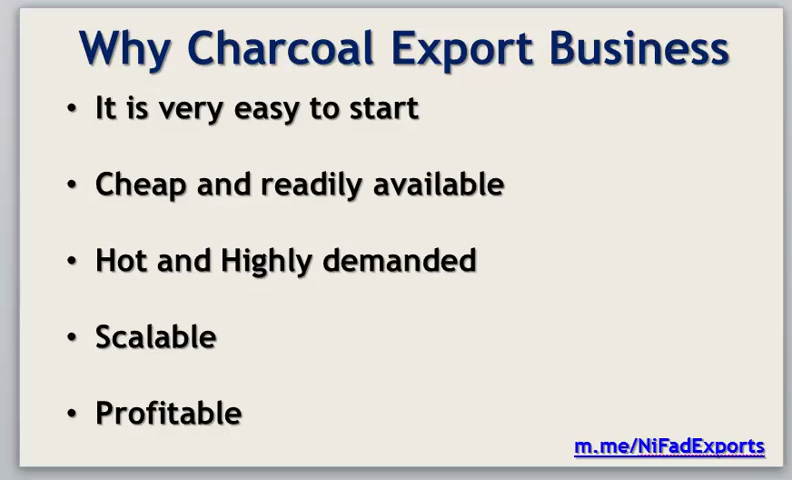 Why Charcoal Export Business
• It is very easy to start
• Cheap and readily available
• Hot and Highly demanded
• Scalable
• Profitable
m.me/NiFadExports